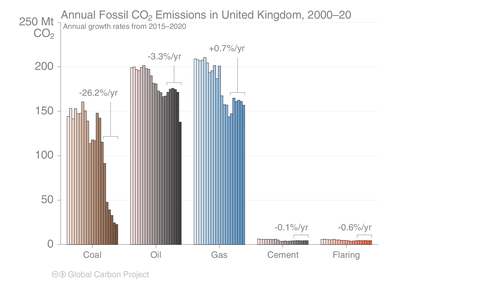 Annual Fossil CO₂ Emissions in United Kingdom, 2000–20
250 Mt
CO₂
Annual growth rates from 2015–2020
-3.3%/yr
+0.7%/yr
200
-26.2%/yr
150
100
50
-0.1%/yr
-0.6%/yr
0
Coal
Oil
Gas
Cement
Flaring
Global Carbon Project